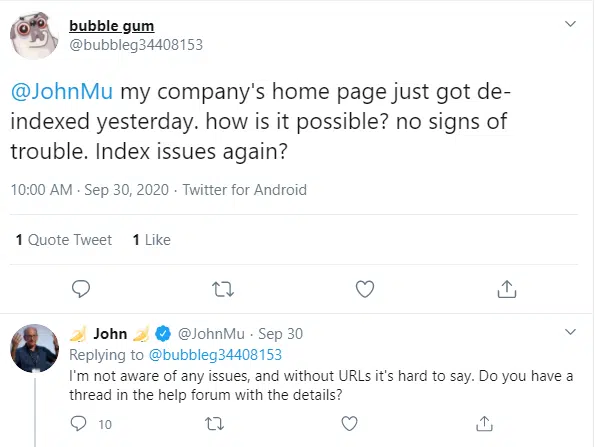 bubble gum
@bubbleg34408153
@JohnMu my company's home page just got de-
indexed yesterday. how is it possible? no signs of
trouble. Index issues again?
10:00 AM · Sep 30, 2020 · Twitter for Android
1 Quote Tweet 1 Like
🍌 John 🍌 @JohnMu · Sep 30
Replying to @bubbleg34408153
I'm not aware of any issues, and without URLs it's hard to say. Do you have a
thread in the help forum with the details?
10